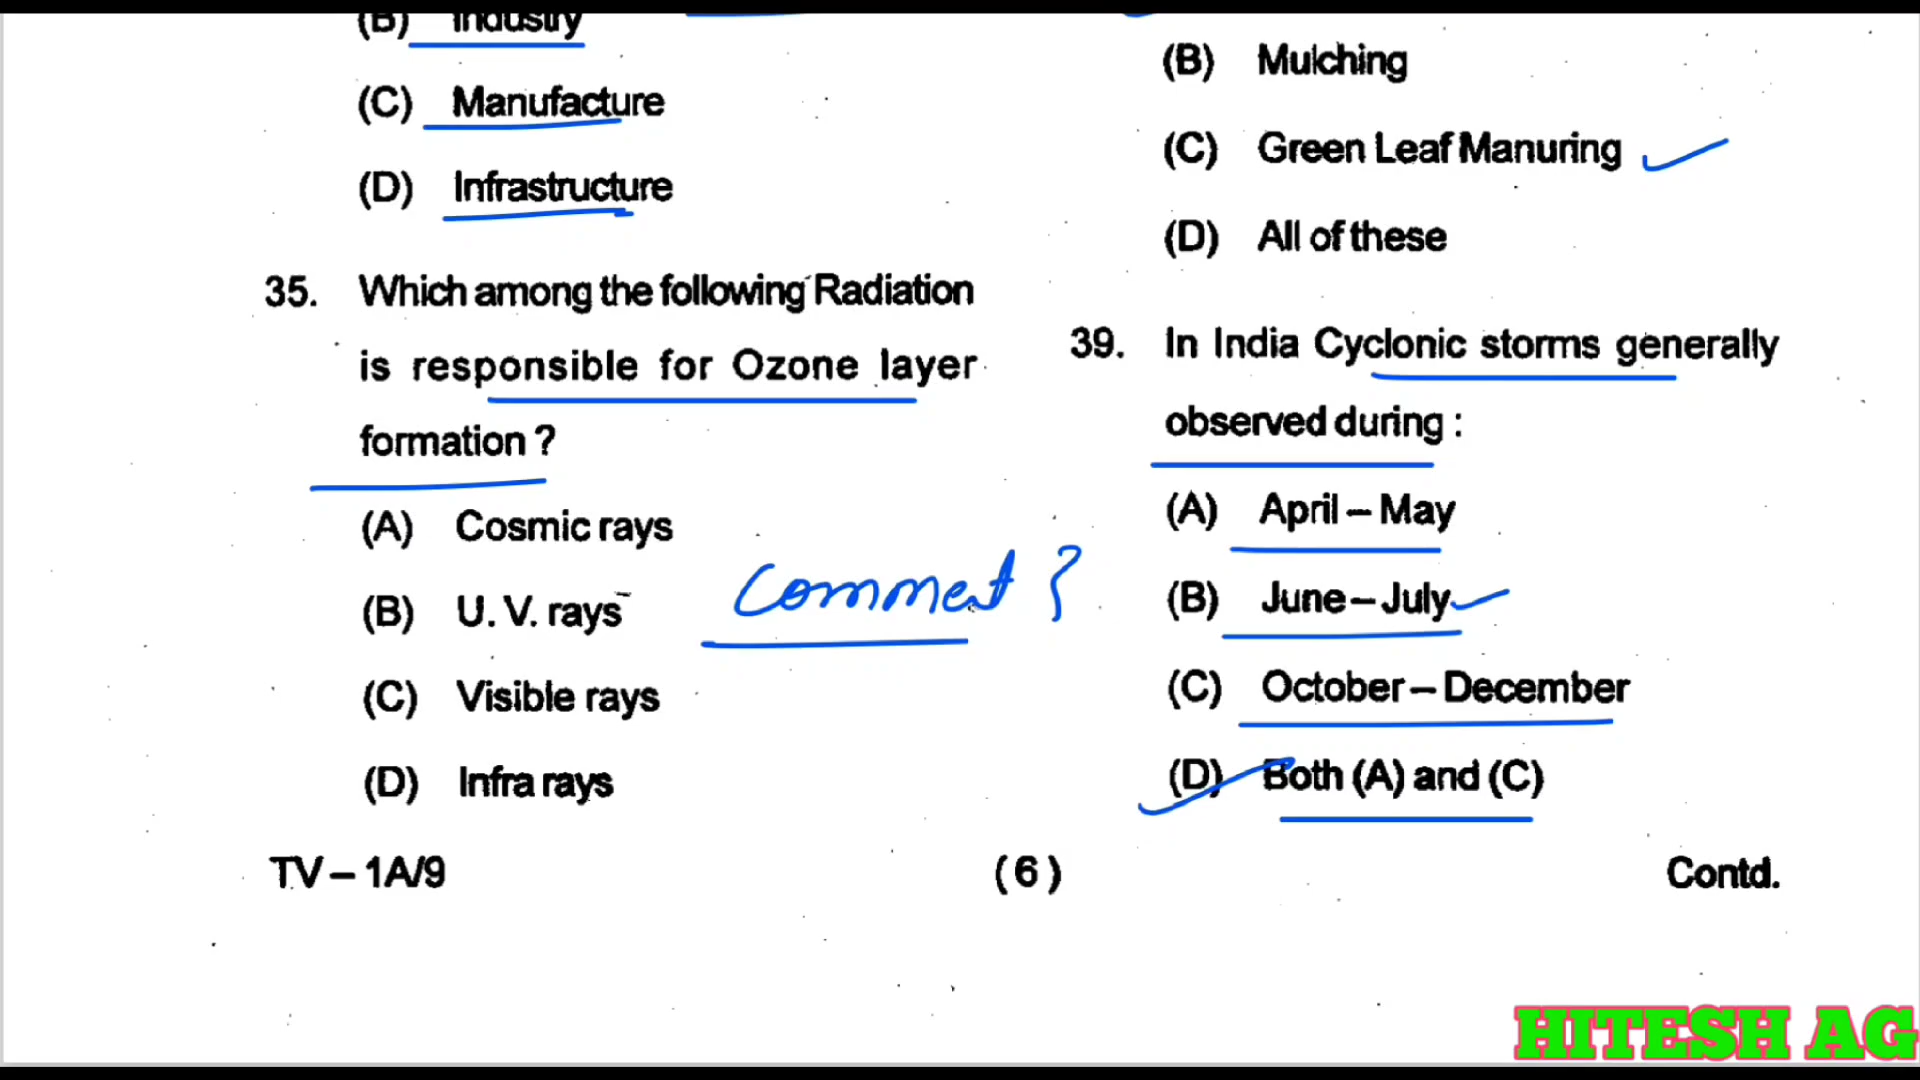 (B) Industry
(C) Manufacture
(D) Infrastructure
35. Which among the following Radiation
is responsible for Ozone layer
formation ?
(A) Cosmic rays
(B) U. V. rays
(C) Visible rays
(D) Infra rays
Comment ?
TV – 1A/9
(B) Mulching
(C) Green Leaf Manuring
(D) All of these
39. In India Cyclonic storms generally
observed during :
(A) April – May
(B) June – July
(C) October – December
(D) Both (A) and (C)
( 6 )
Contd.
HITESH AG